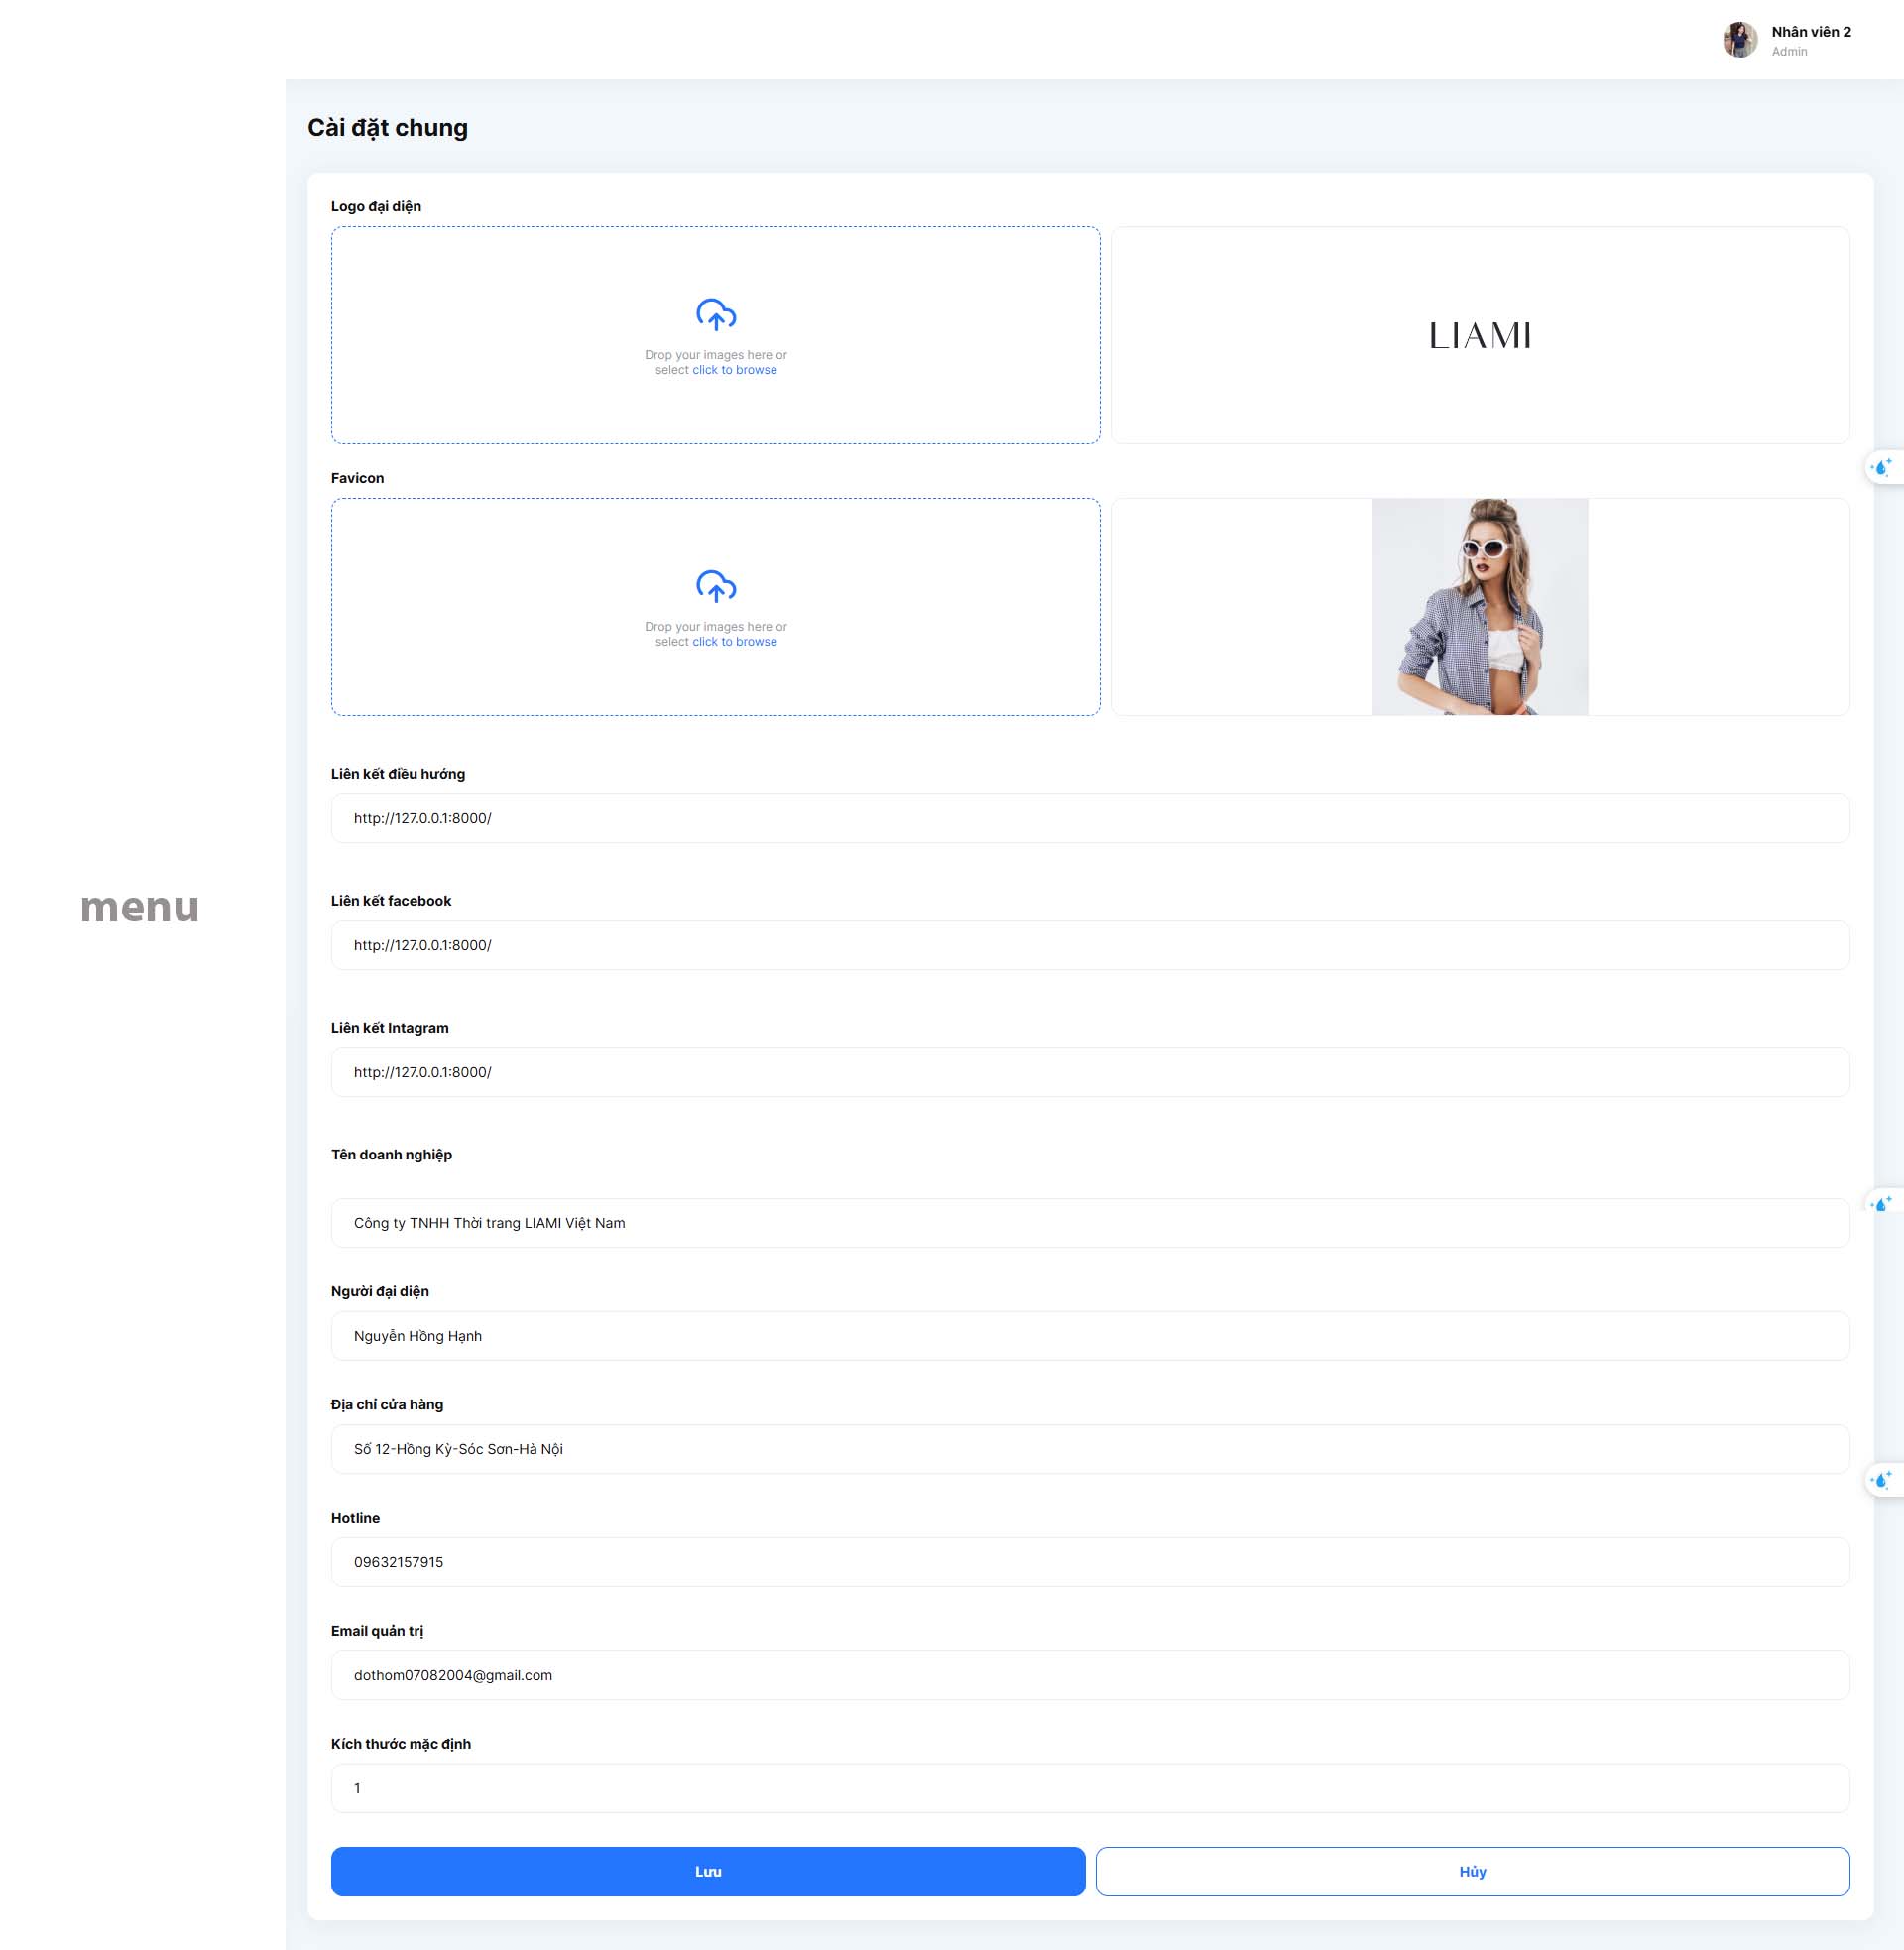 Nhân viên 2
Admin
Cài đặt chung
Logo đại diện
Drop your images here or
select click to browse
LIAMI
Favicon
Drop your images here or
select click to browse
Liên kết điều hướng
http://127.0.0.1:8000/
Liên kết facebook
http://127.0.0.1:8000/
menu
Liên kết Intagram
http://127.0.0.1:8000/
Tên doanh nghiệp
Công ty TNHH Thời trang LIAMI Việt Nam
Người đại diện
Nguyễn Hồng Hạnh
Địa chỉ cửa hàng
Số 12-Hồng Kỳ-Sóc Sơn-Hà Nội
Hotline
09632157915
Email quản trị
dothom07082004@gmail.com
Kích thước mặc định
1
Lưu
Hủy